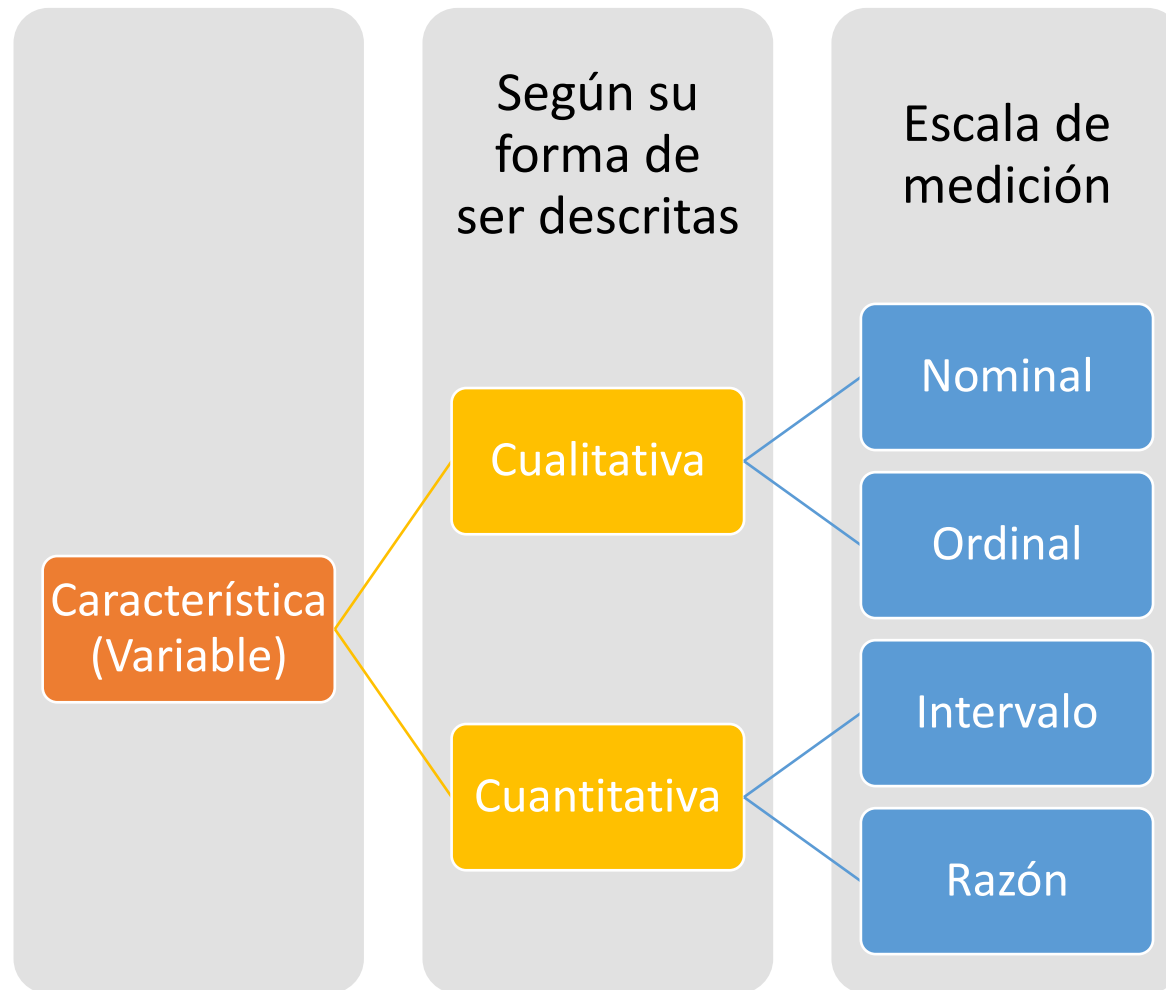 Según su
forma de
ser descritas
Escala de
medición
Característica
(Variable)
Cualitativa
Cuantitativa
Nominal
Ordinal
Intervalo
Razón